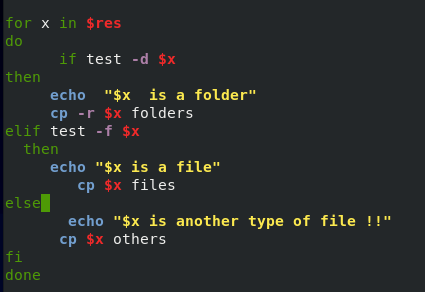 for x in $res
do
      if test -d $x
then
     echo  "$x  is a folder"
     cp -r $x folders
elif test -f $x
  then
     echo "$x is a file"
        cp $x files
else
       echo "$x is another type of file !!"
      cp $x others
fi
done